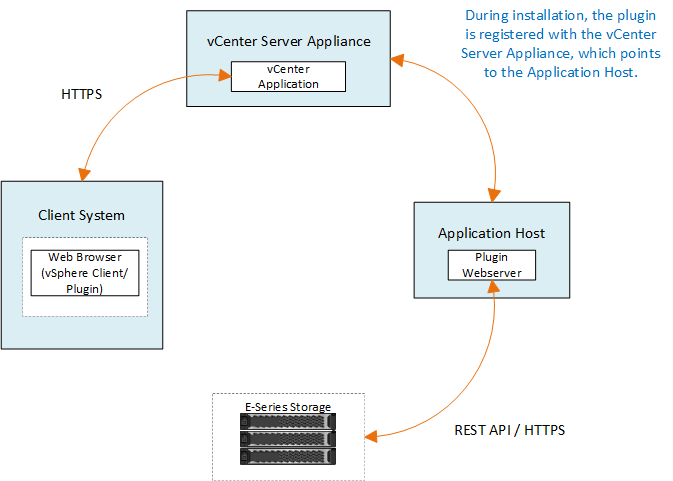 During installation, the plugin
is registered with the vCenter
Server Appliance, which points
to the Application Host.
vCenter Server Appliance
vCenter
Application
HTTPS
Client System
Web Browser
(vSphere Client/
Plugin)
Application Host
Plugin
Webserver
E-Series Storage
REST API / HTTPS